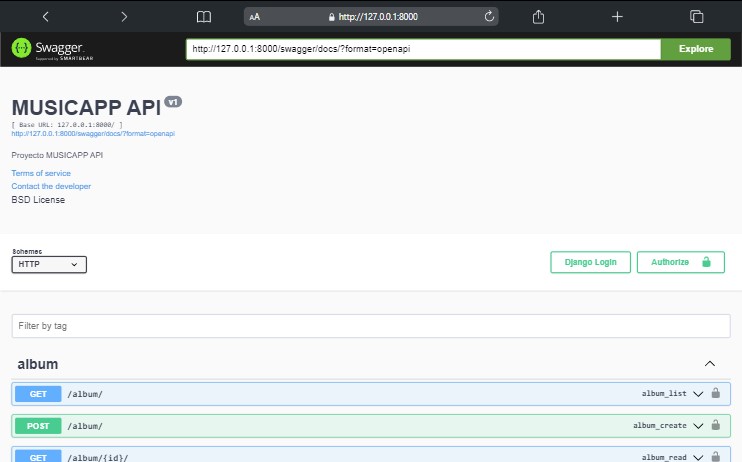 AA http://127.0.0.1:8000
Swagger.
Supported by SMARTBEAR
http://127.0.0.1:8000/swagger/docs/?format=openapi
Explore
MUSICAPP API v1
[ Base URL: 127.0.0.1:8000/ ]
http://127.0.0.1:8000/swagger/docs/?format=openapi
Proyecto MUSICAPP API
Terms of service
Contact the developer
BSD License
Schemes
HTTP
Django Login
Authorize
Filter by tag
album
GET /album/ album_list
POST /album/ album_create
GET /album/{id}/ album_read